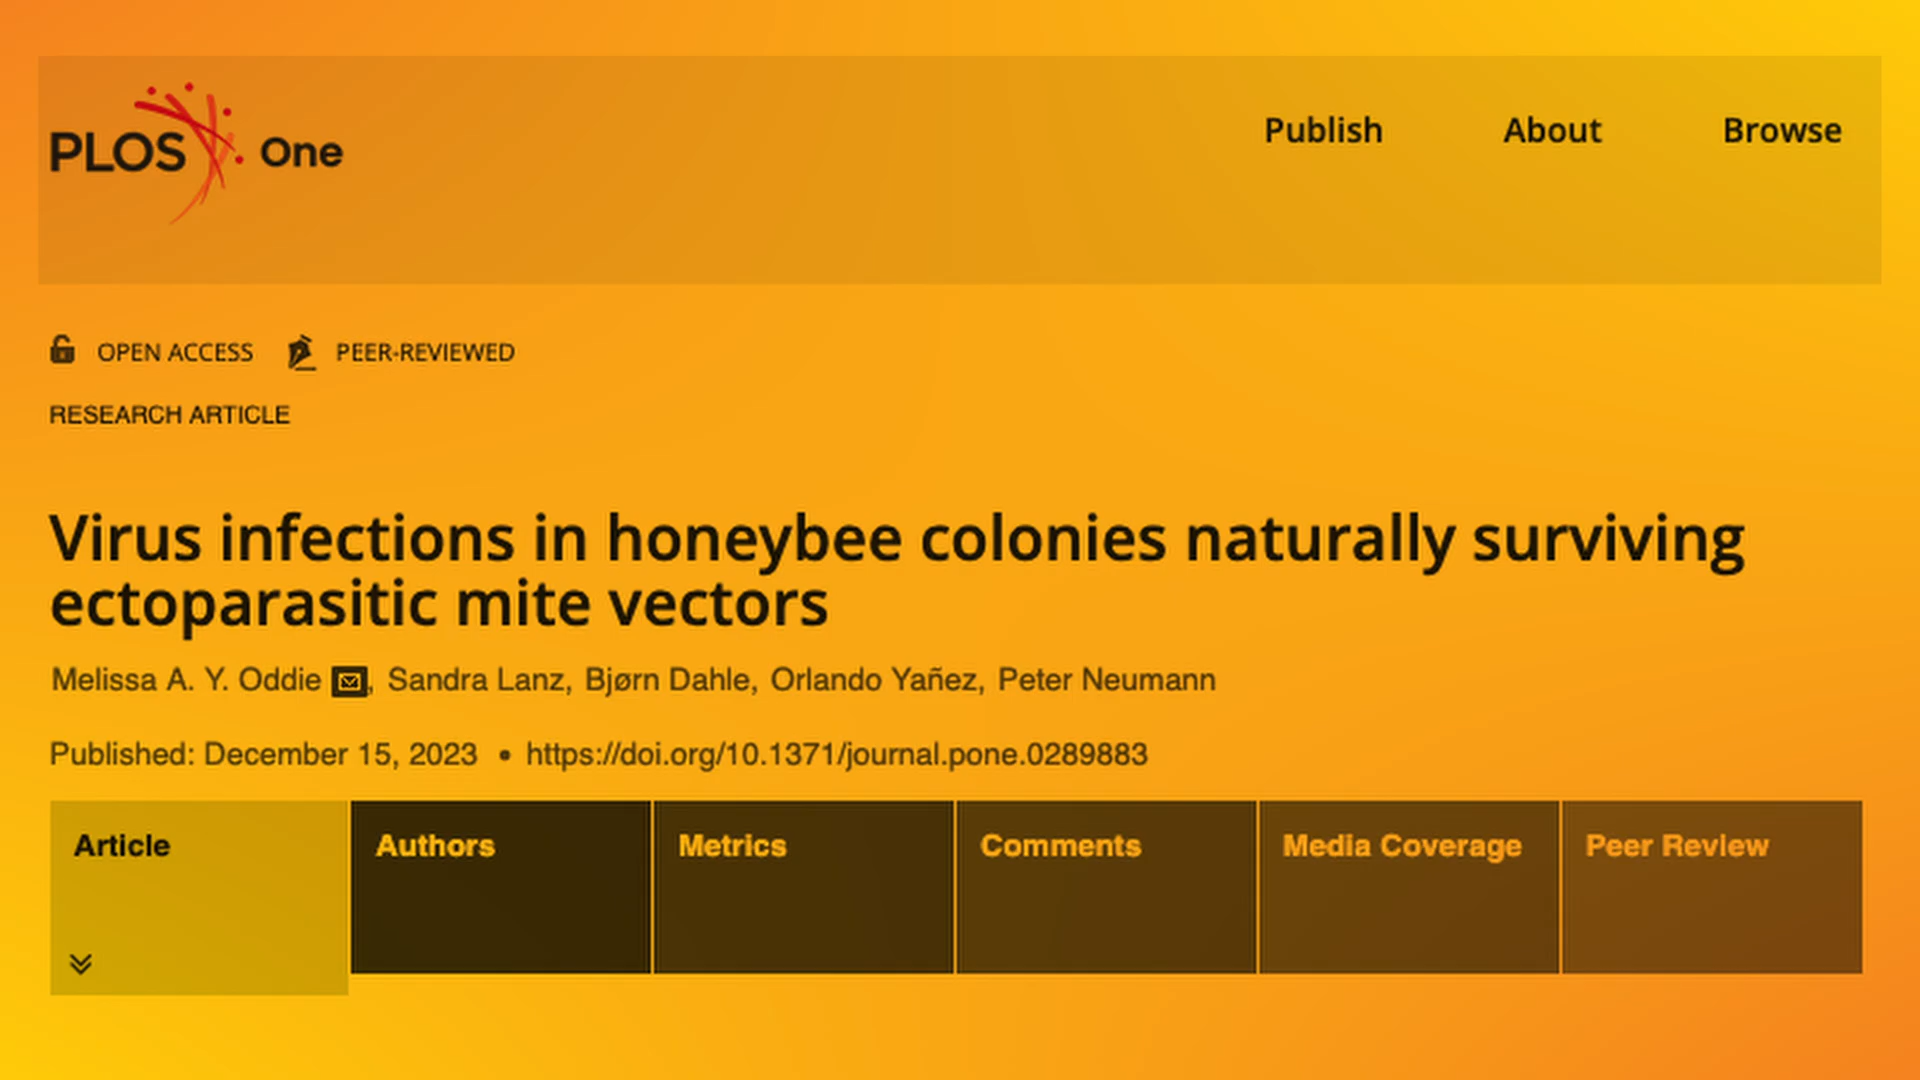 PLOS One
Publish About Browse
OPEN ACCESS PEER-REVIEWED
RESEARCH ARTICLE
Virus infections in honeybee colonies naturally surviving
ectoparasitic mite vectors
Melissa A. Y. Oddie , Sandra Lanz, Bjørn Dahle, Orlando Yañez, Peter Neumann
Published: December 15, 2023 • https://doi.org/10.1371/journal.pone.0289883
Article Authors Metrics Comments Media Coverage Peer Review